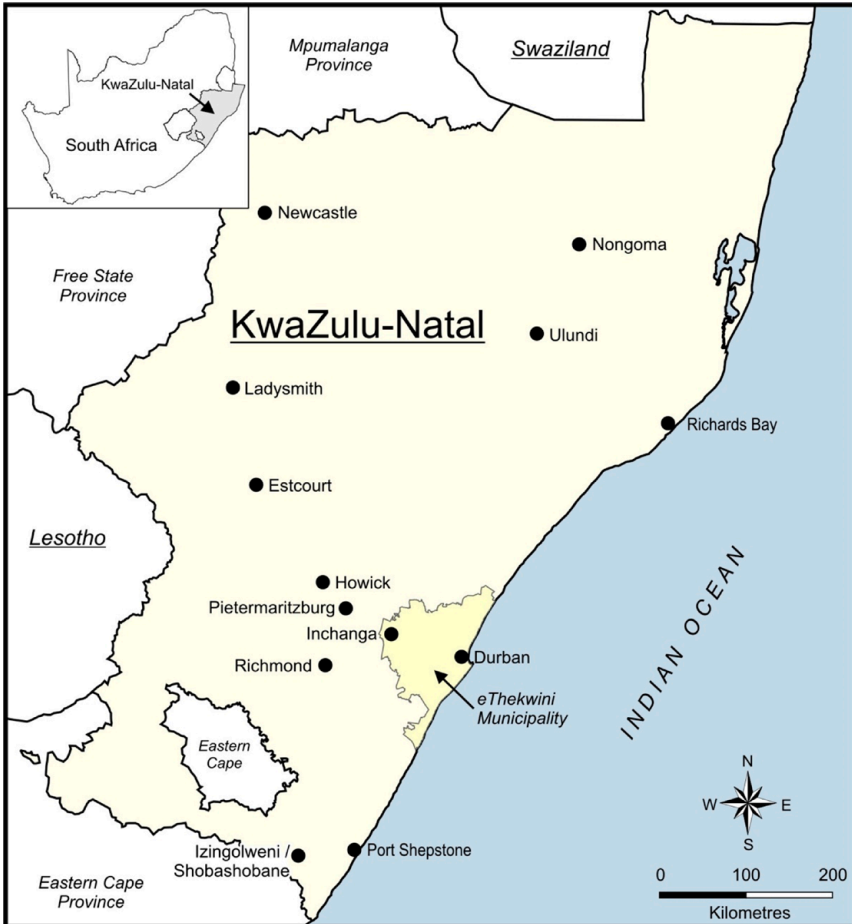 Mpumalanga
Province
Swaziland
KwaZulu-Natal
South Africa
Newcastle
Nongoma
Free State
Province
KwaZulu-Natal
Ulundi
Ladysmith
Richards Bay
Estcourt
Lesotho
Howick
Pietermaritzburg
Inchanga
Richmond
Durban
eThekwini
Municipality
INDIAN OCEAN
Eastern
Cape
N
W E
S
Izingolweni /
Shobashobane
Port Shepstone
Eastern Cape
Province
0 100 200
Kilometres